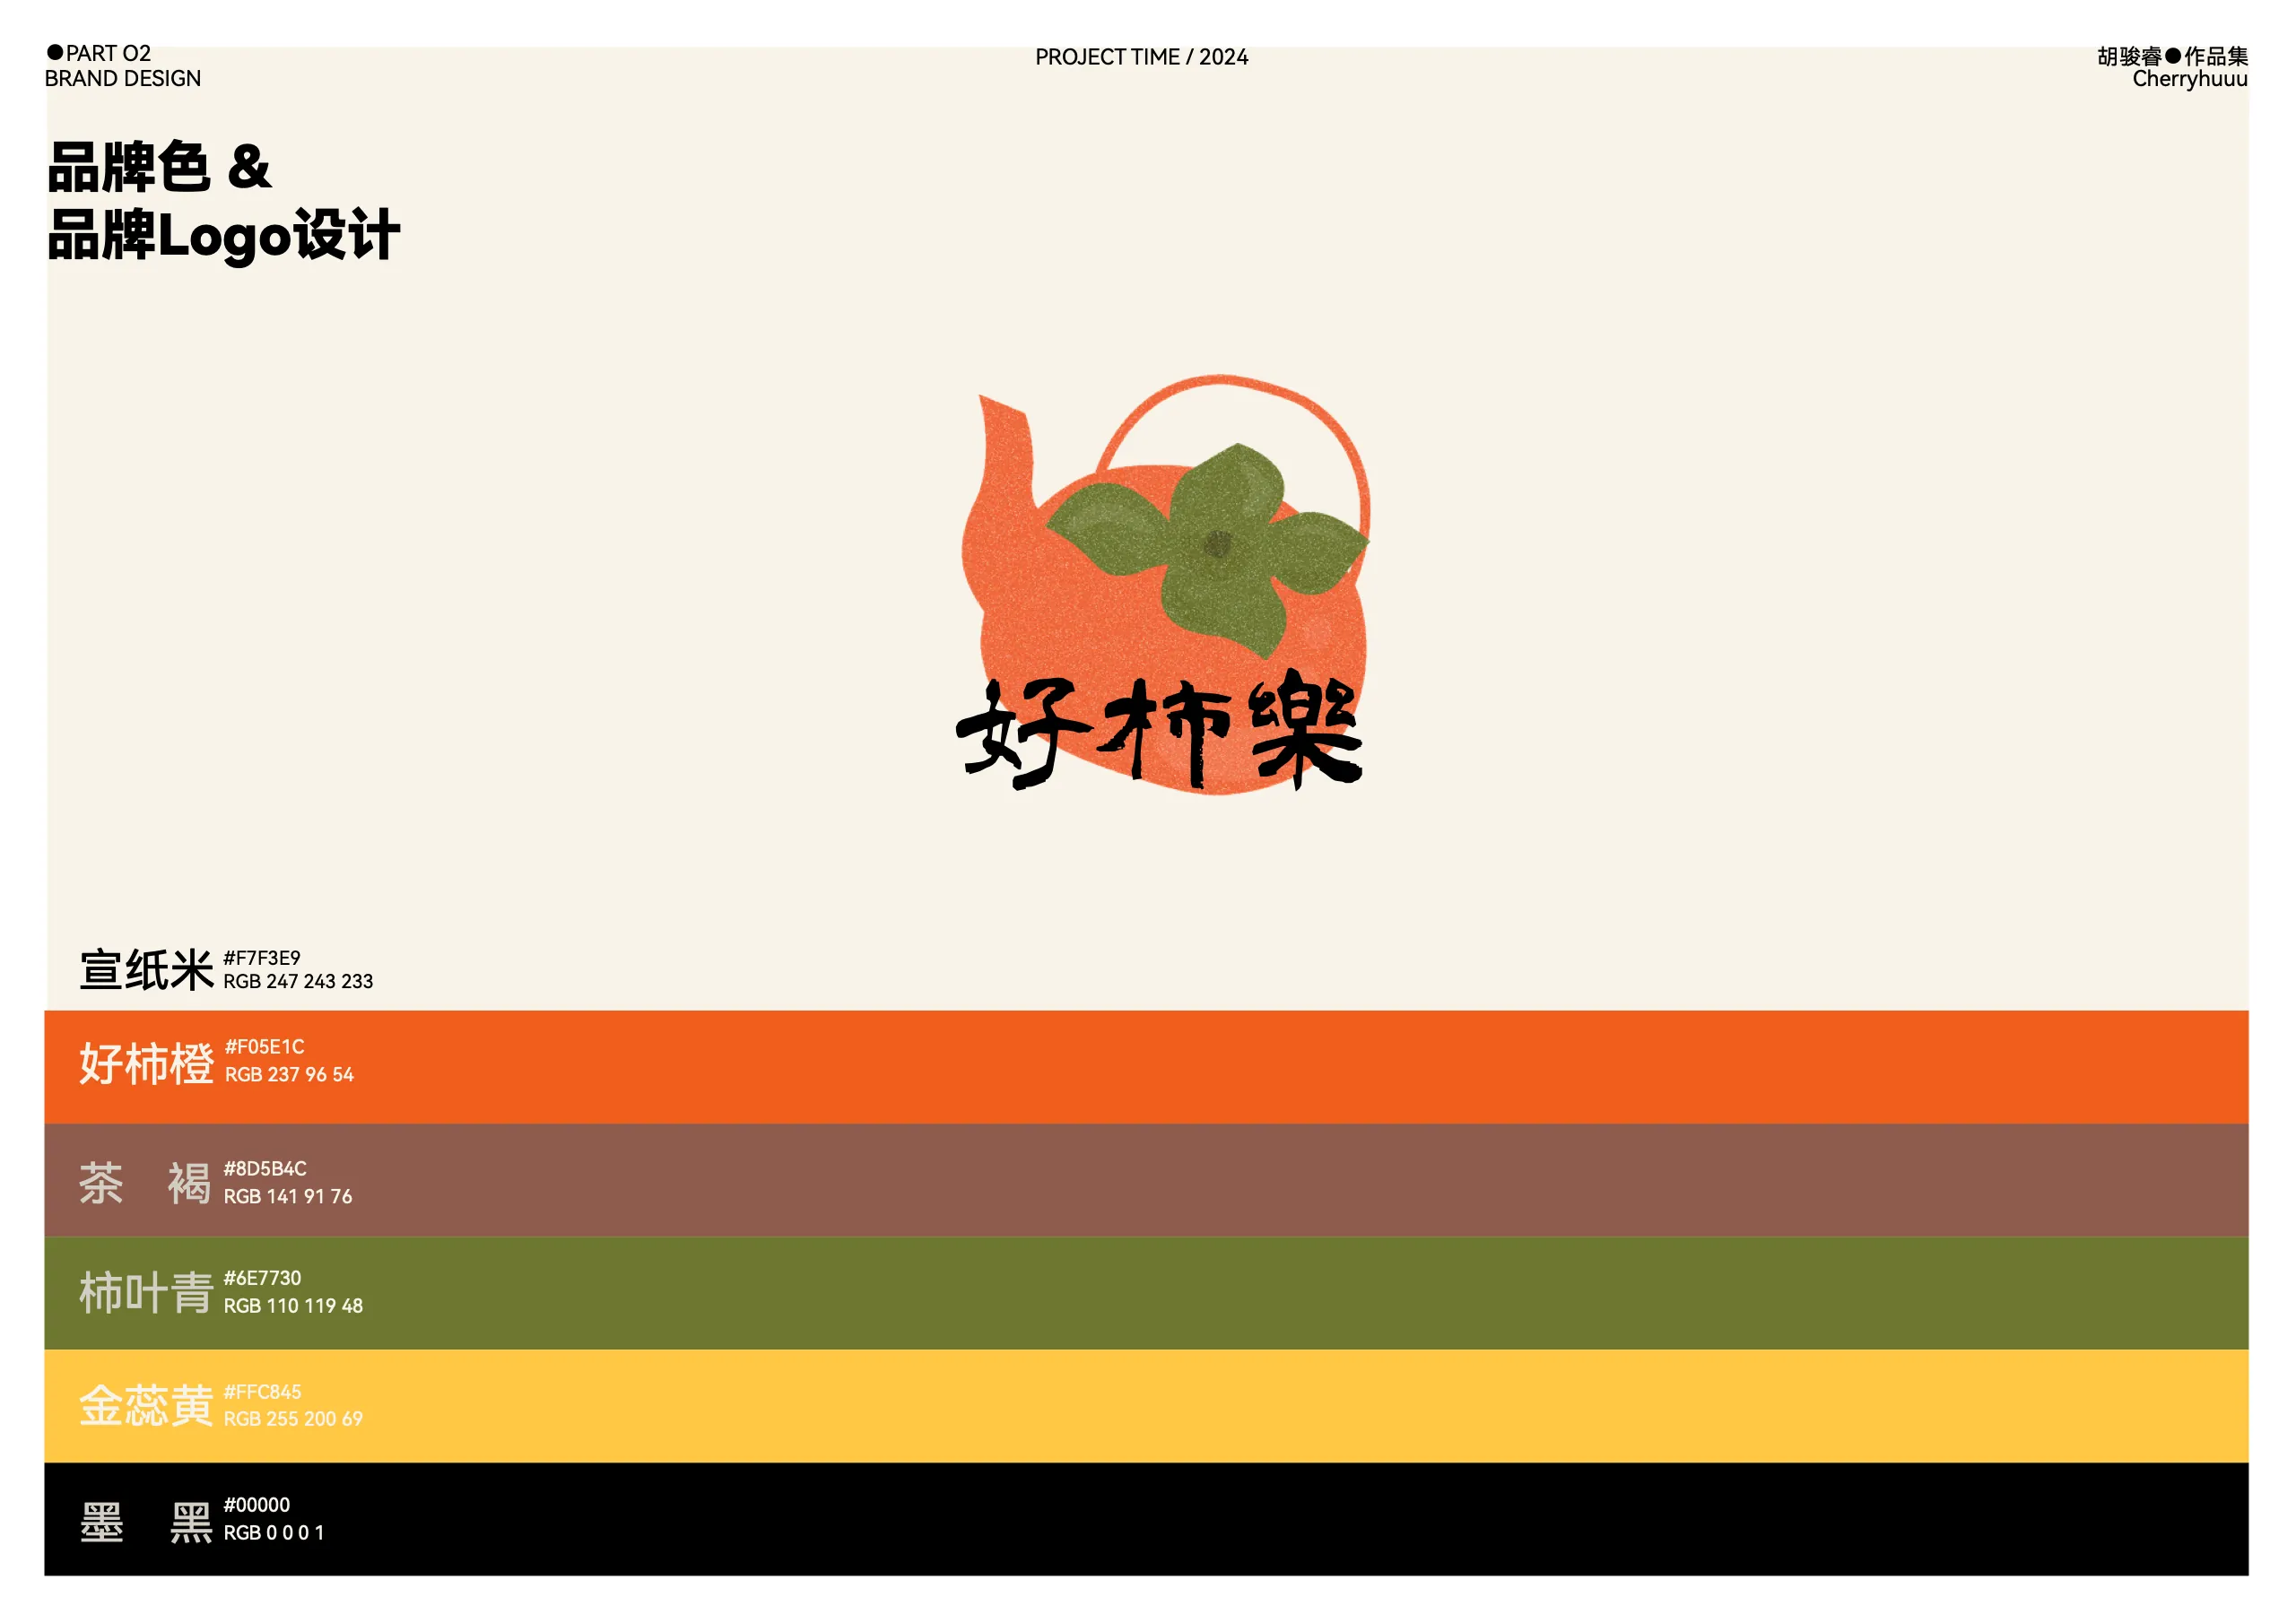 ●PART O2
BRAND DESIGN
PROJECT TIME / 2024
胡骏睿●作品集
Cherryhuuu
品牌色 &
品牌Logo设计
好柿樂
宣纸米
#F7F3E9
RGB 247 243 233
好柿橙
#F05E1C
RGB 237 96 54
茶 褐
#8D5B4C
RGB 141 91 76
柿叶青
#6E7730
RGB 110 119 48
金蕊黄
#FFC845
RGB 255 200 69
墨 黑
#00000
RGB 0 0 0 1